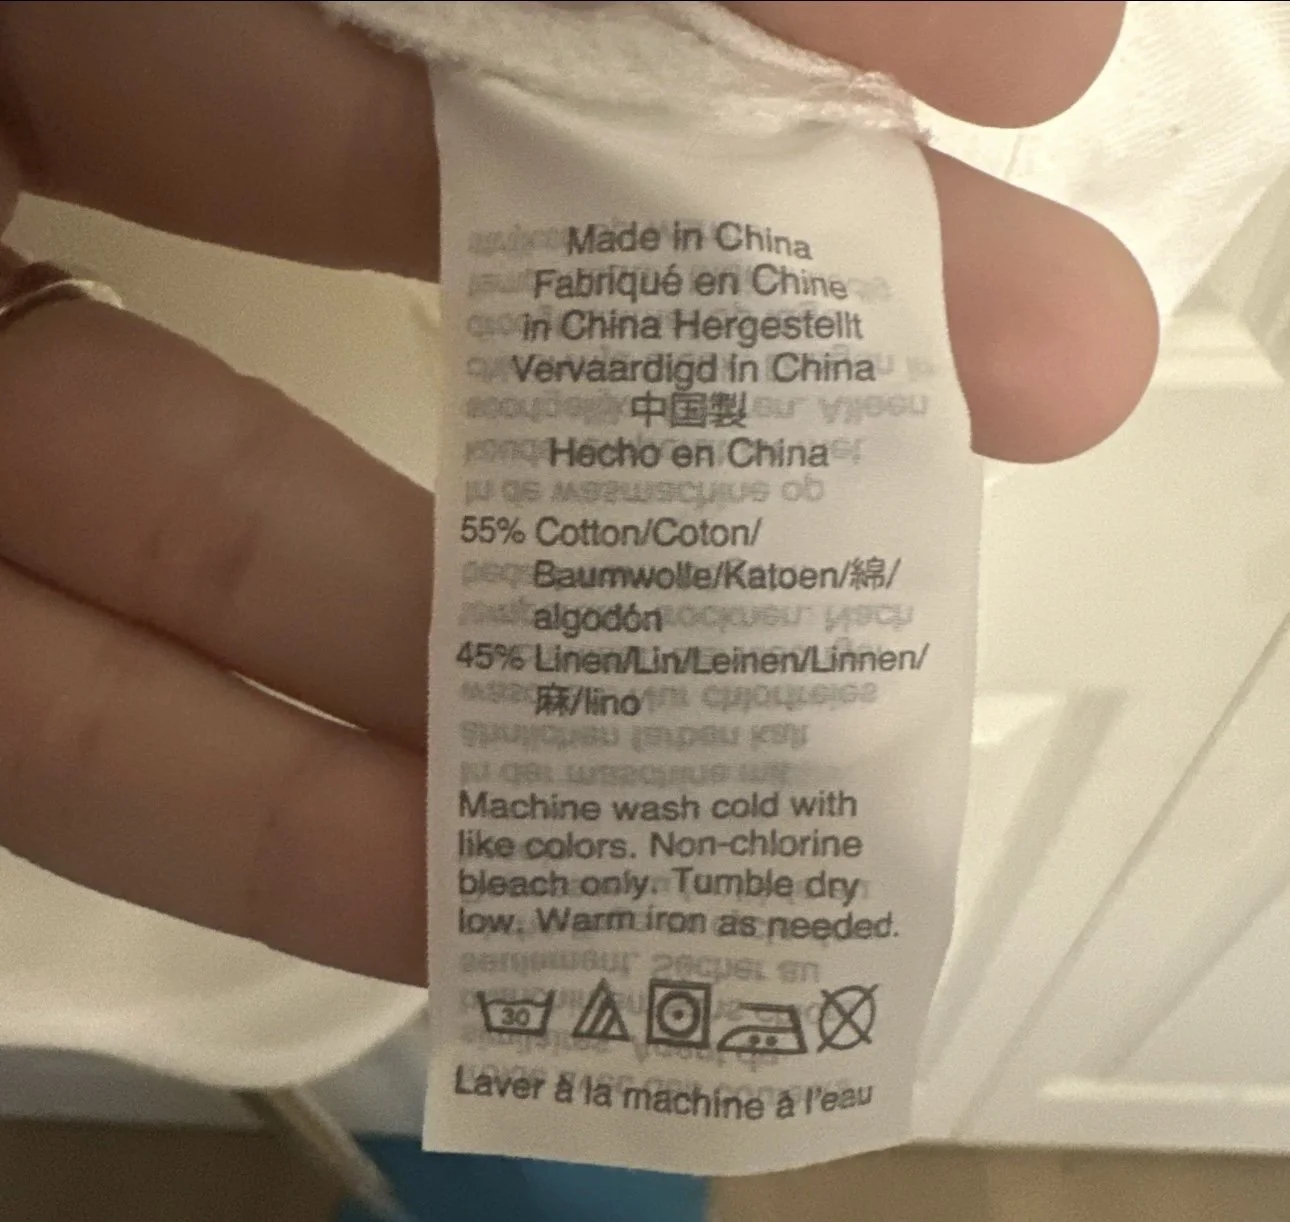 Made in China
Fabriqué en Chine
in China Hergestellt
Vervaardigd in China
中国製
Hecho en China
55% Cotton/Coton/
Baumwolle/Katoen/綿/
algodón
45% Linen/Lin/Leinen/Linnen/
麻/lino
Machine wash cold with
like colors. Non-chlorine
bleach only. Tumble dry
low. Warm iron as needed.
30
Laver à la machine à l'eau